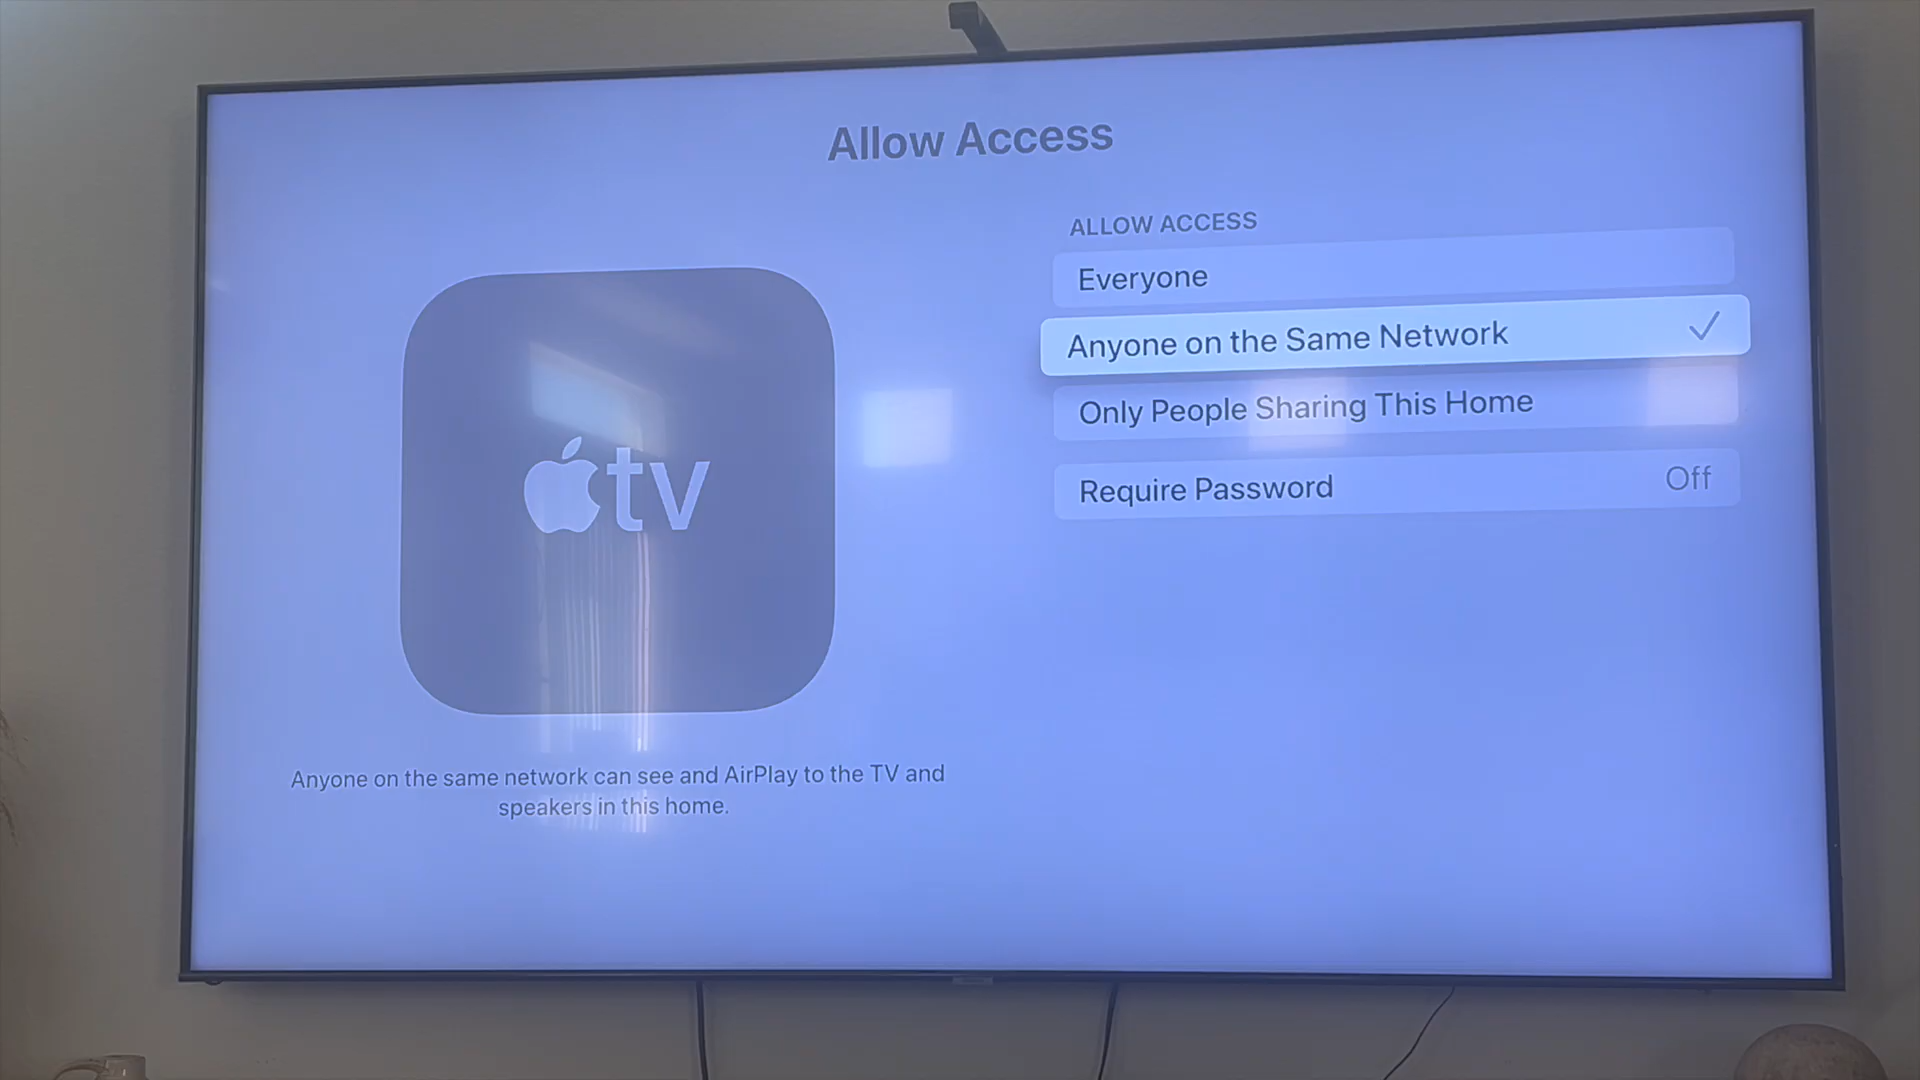 Allow Access
ALLOW ACCESS
Everyone
Anyone on the Same Network
Only People Sharing This Home
Require Password Off
tv
Anyone on the same network can see and AirPlay to the TV and
speakers in this home.